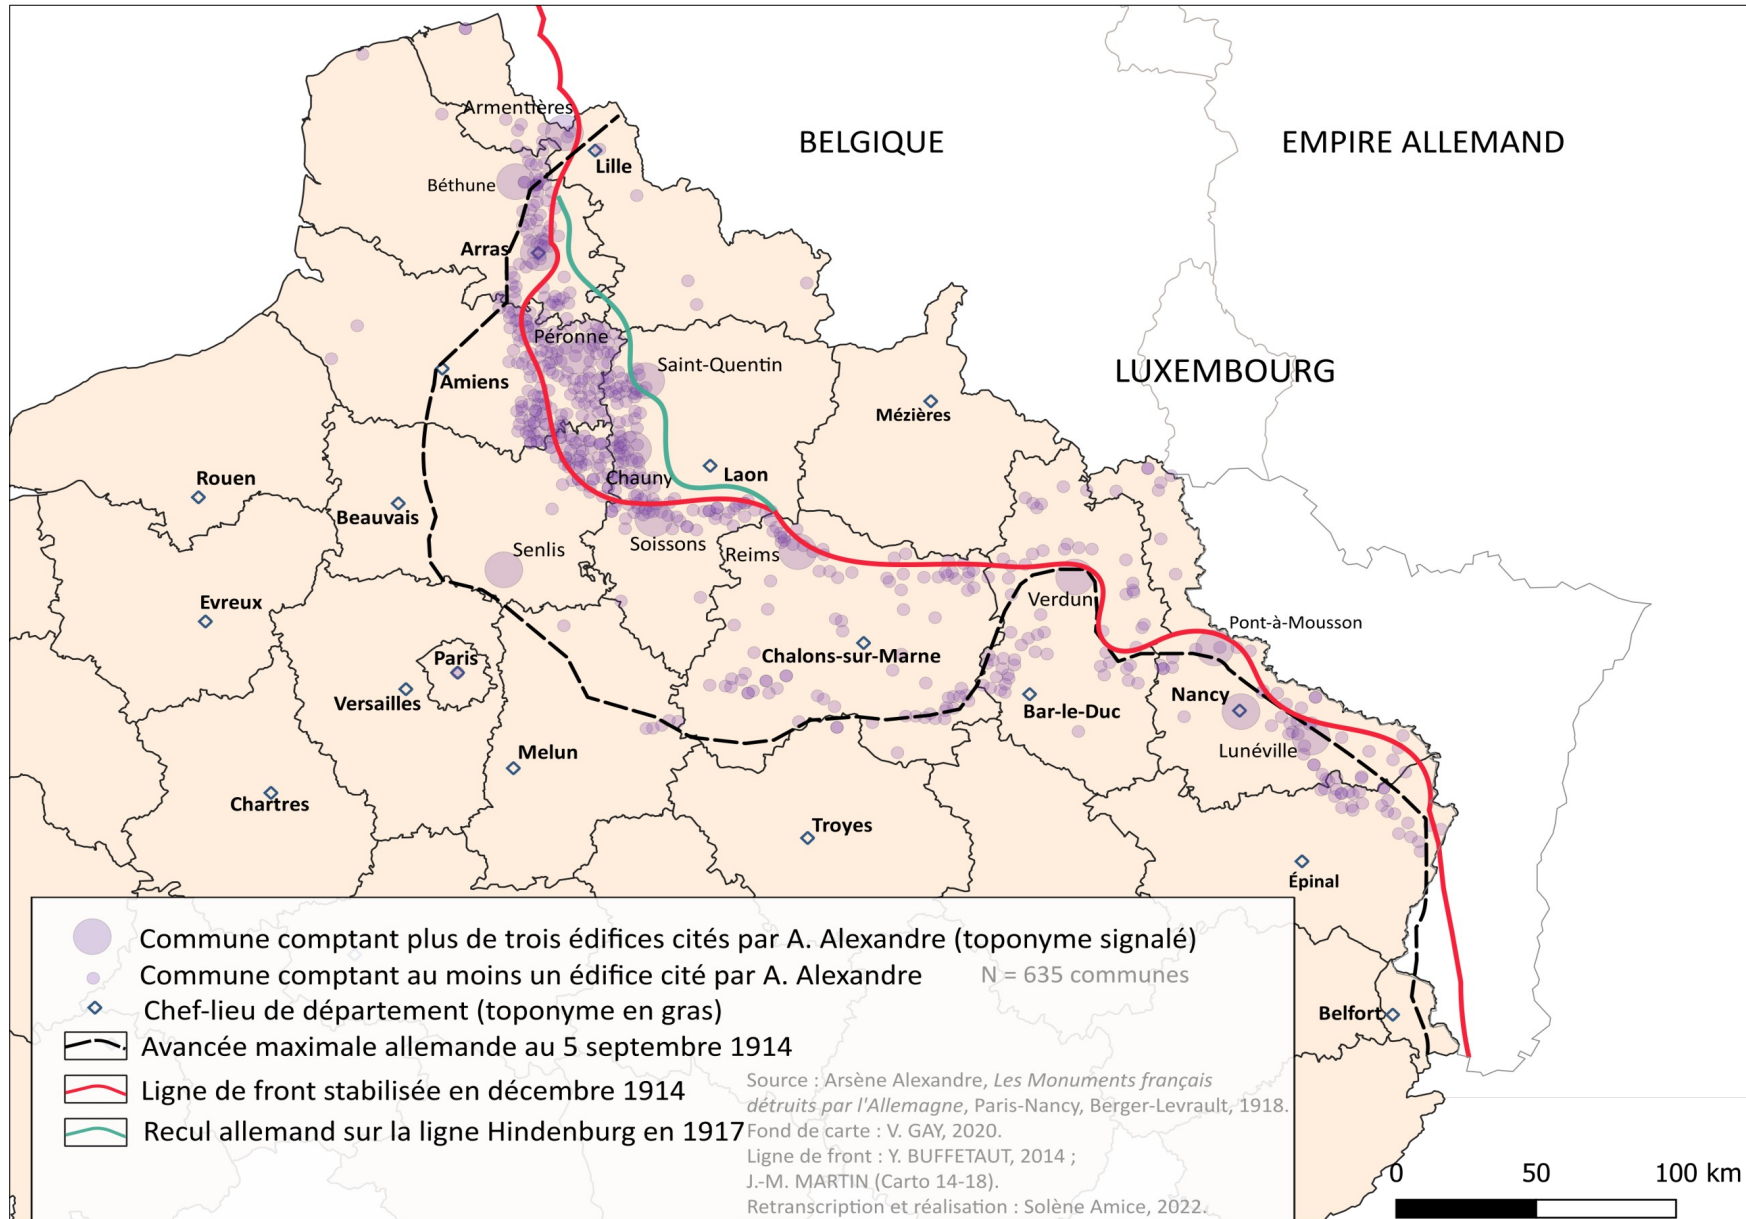 BELGIQUE
EMPIRE ALLEMAND
LUXEMBOURG
Armentières
Lille
Béthune
Arras
Péronne
Saint-Quentin
Amiens
Mézières
Rouen
Chauny
Laon
Beauvais
Senlis
Soissons
Reims
Evreux
Verdun
Pont-à-Mousson
Paris
Chalons-sur-Marne
Versailles
Nancy
Bar-le-Duc
Lunéville
Melun
Chartres
Troyes
Épinal
Belfort
Commune comptant plus de trois édifices cités par A. Alexandre (toponyme signalé)
Commune comptant au moins un édifice cité par A. Alexandre
N = 635 communes
Chef-lieu de département (toponyme en gras)
Avancée maximale allemande au 5 septembre 1914
Ligne de front stabilisée en décembre 1914
Recul allemand sur la ligne Hindenburg en 1917
Source : Arsène Alexandre, Les Monuments français
détruits par l'Allemagne, Paris-Nancy, Berger-Levrault, 1918.
Fond de carte : V. GAY, 2020.
Ligne de front : Y. BUFFETAUT, 2014 ;
J.-M. MARTIN (Carto 14-18).
Retranscription et réalisation : Solène Amice, 2022.
0 50 100 km